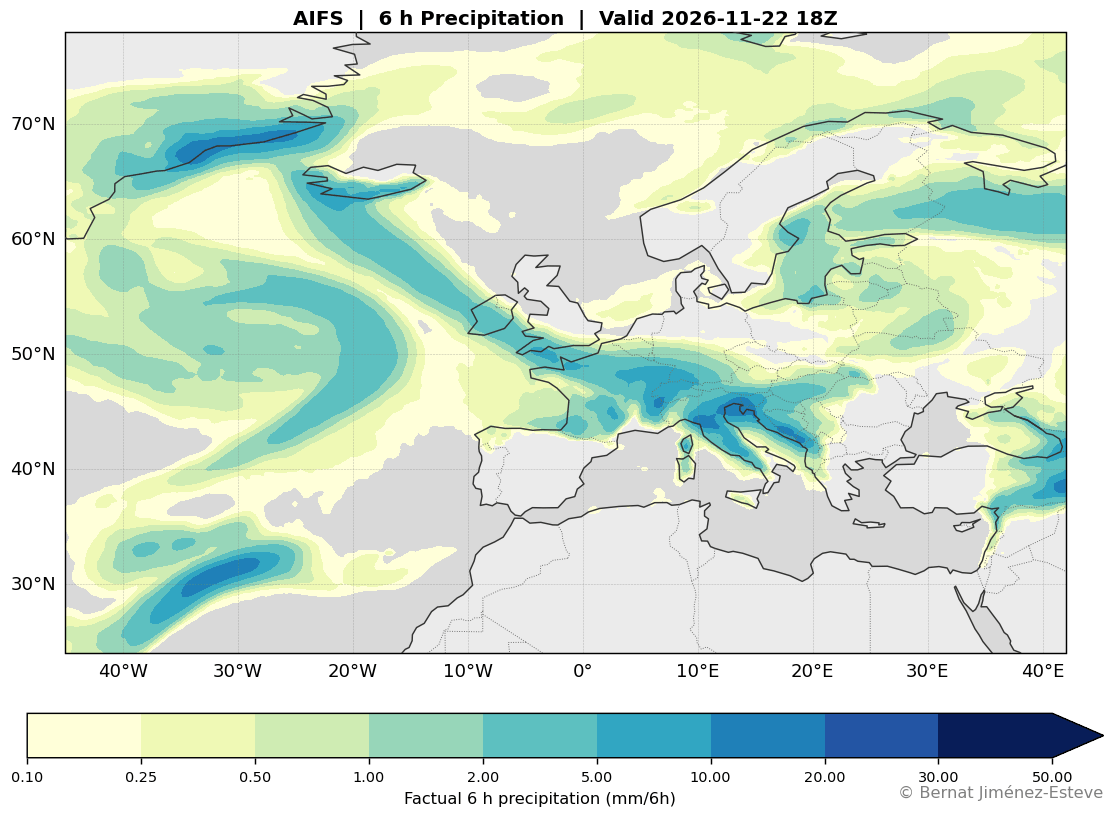 AIFS | 6 h Precipitation | Valid 2026-11-22 18Z
70°N
60°N
50°N
40°N
30°N
40°W 30°W 20°W 10°W 0° 10°E 20°E 30°E 40°E
0.10 0.25 0.50 1.00 2.00 5.00 10.00 20.00 30.00 50.00
Factual 6 h precipitation (mm/6h)
© Bernat Jiménez-Esteve